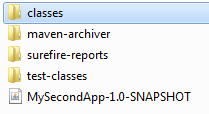 classes
maven-archiver
surefire-reports
test-classes
MySecondApp-1.0-SNAPSHOT